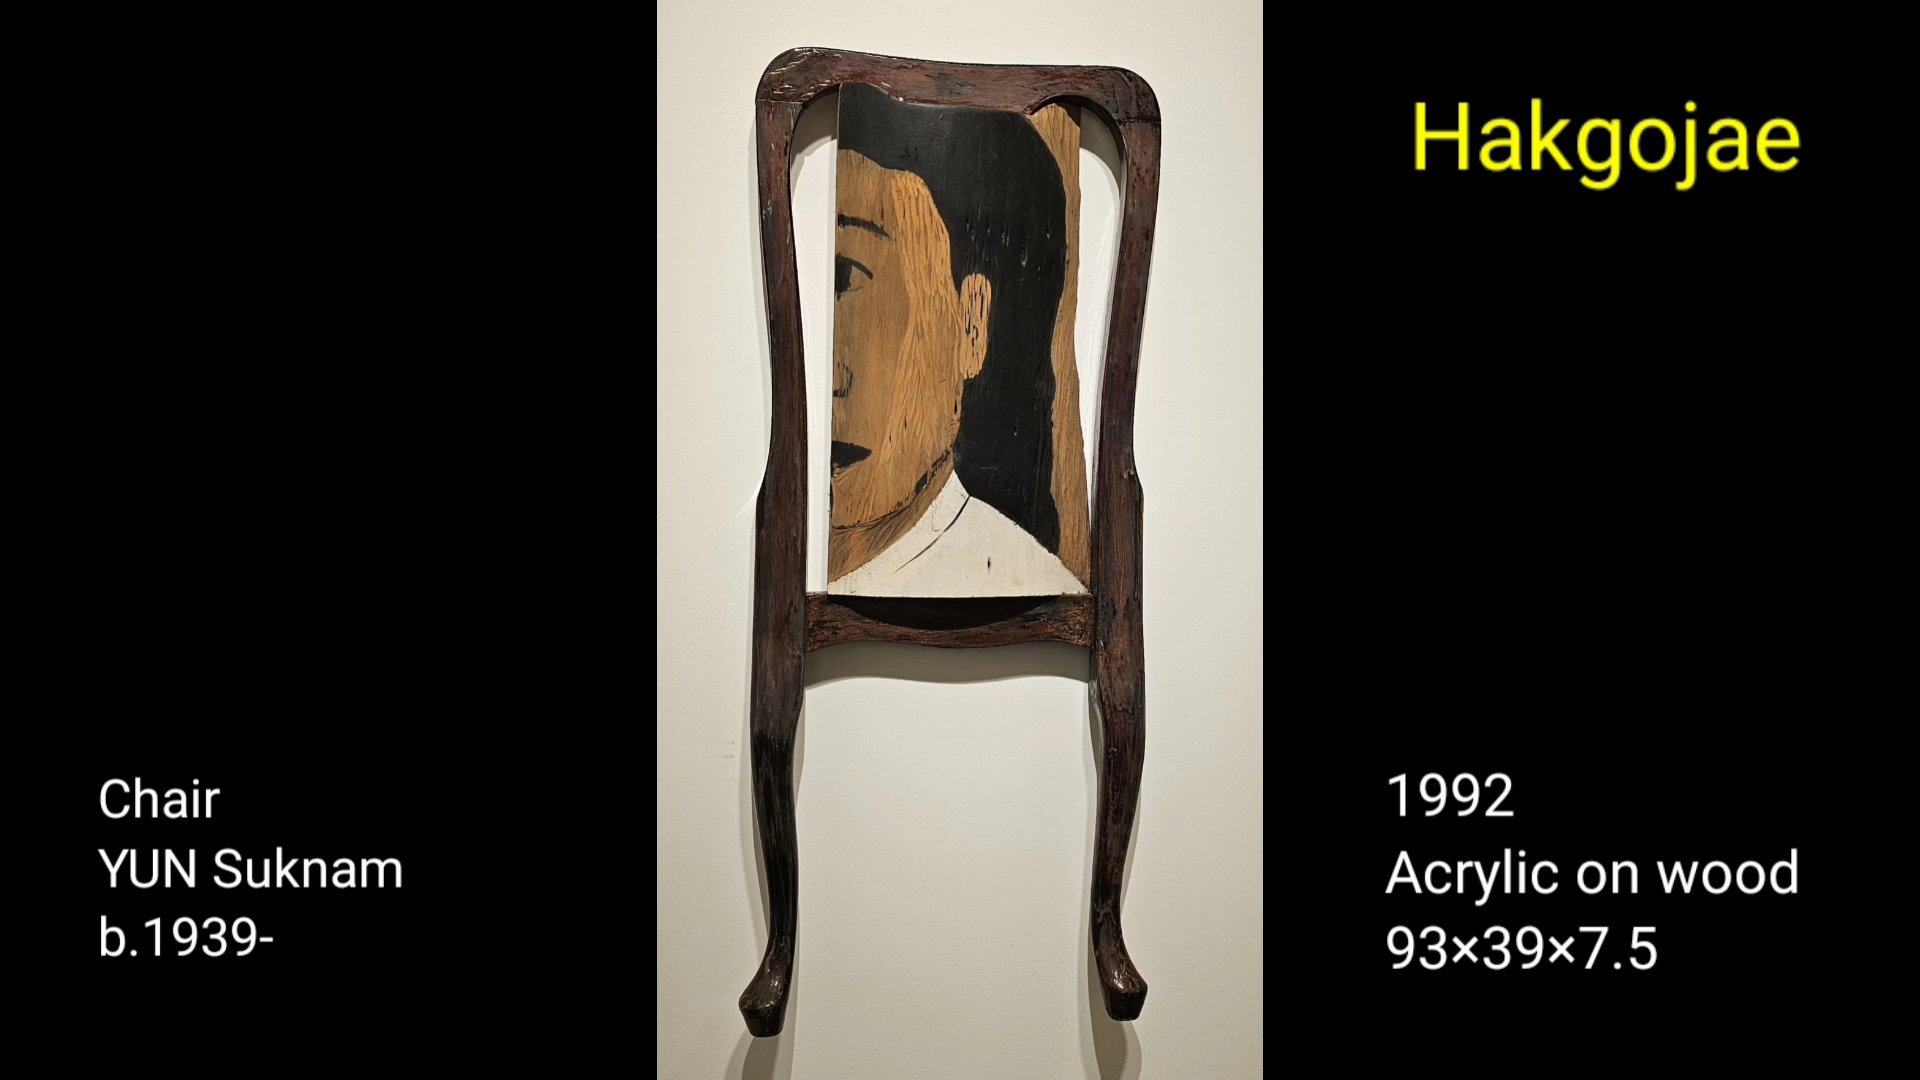 Hakgojae
Chair
YUN Suknam
b.1939-
1992
Acrylic on wood
93×39×7.5